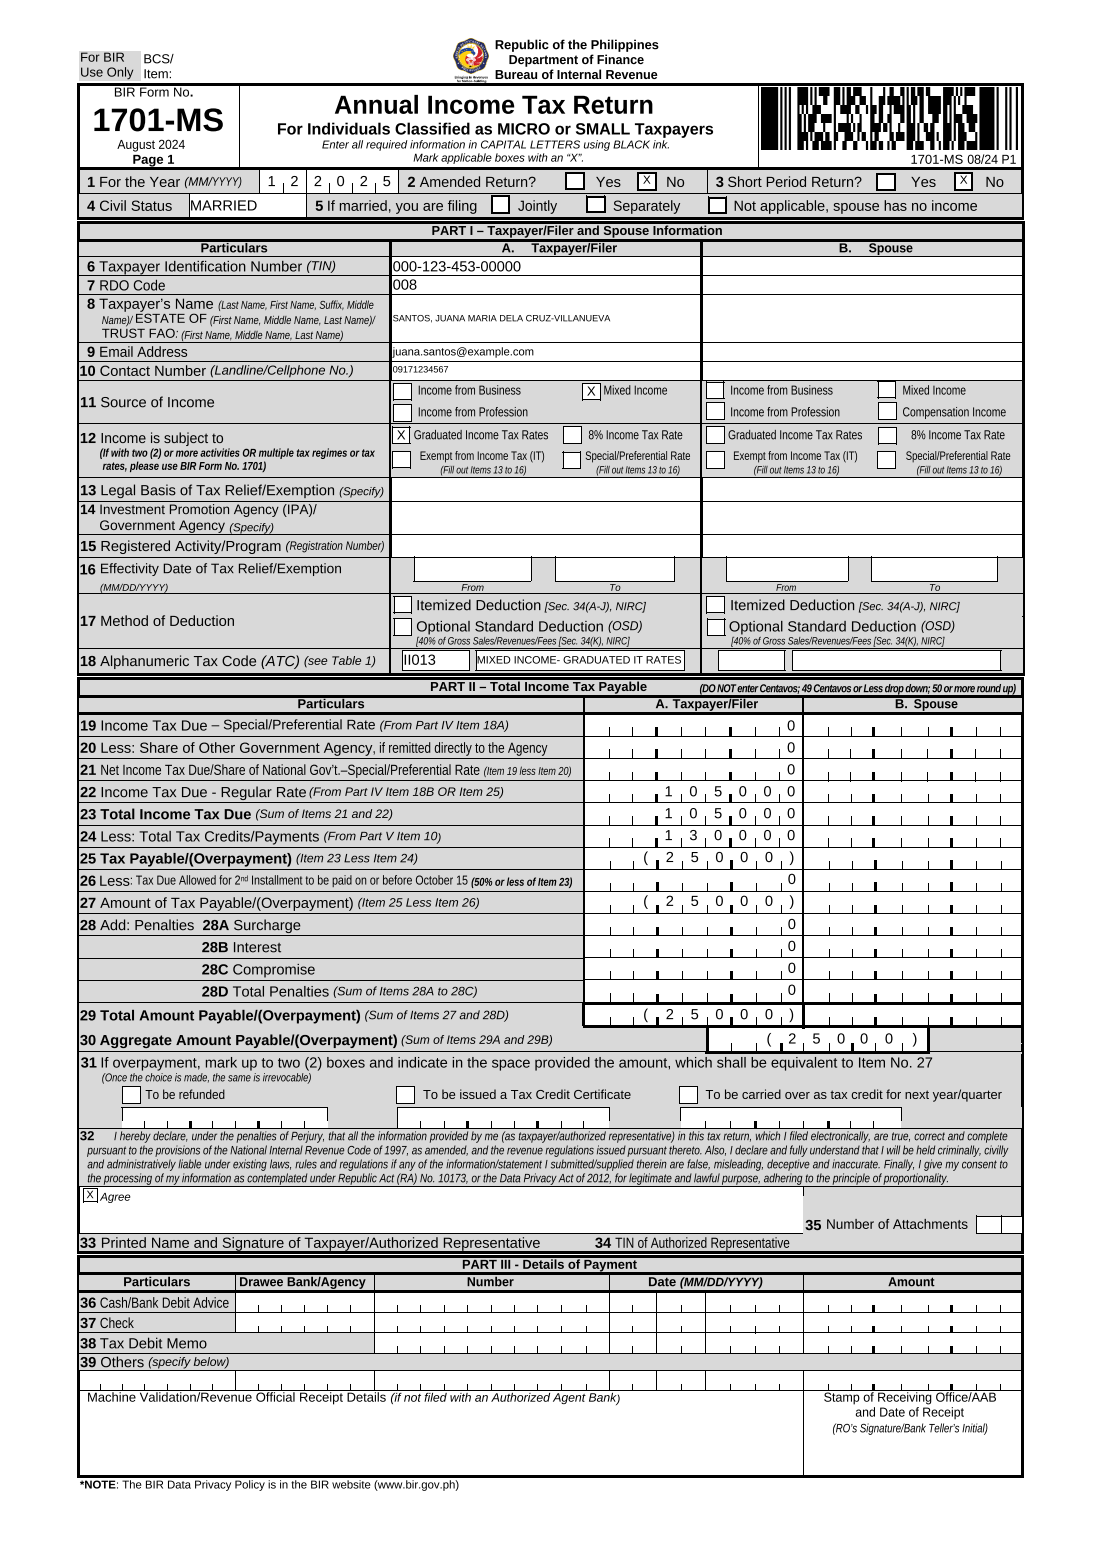 For BIR Use Only
BCS/ Item:
Republic of the Philippines
Department of Finance
Bureau of Internal Revenue
BIR Form No.
1701-MS
August 2024
Page 1
Annual Income Tax Return
For Individuals Classified as MICRO or SMALL Taxpayers
Enter all required information in CAPITAL LETTERS using BLACK ink.
Mark applicable boxes with an “X”.
1701-MS 08/24 P1
1 For the Year (MM/YYYY) 1 2 2 0 2 5 2 Amended Return? Yes X No 3 Short Period Return? Yes X No
4 Civil Status MARRIED 5 If married, you are filing Jointly Separately Not applicable, spouse has no income
PART I – Taxpayer/Filer and Spouse Information
Particulars A. Taxpayer/Filer B. Spouse
6 Taxpayer Identification Number (TIN) 000-123-453-00000
7 RDO Code 008
8 Taxpayer’s Name (Last Name, First Name, Suffix, Middle
Name)/ ESTATE OF (First Name, Middle Name, Last Name)/
TRUST FAO: (First Name, Middle Name, Last Name)
SANTOS, JUANA MARIA DELA CRUZ-VILLANUEVA
9 Email Address juana.santos@example.com
10 Contact Number (Landline/Cellphone No.) 09171234567
11 Source of Income
Income from Business X Mixed Income Income from Business Mixed Income
Income from Profession Income from Profession Compensation Income
12 Income is subject to
(If with two (2) or more activities OR multiple tax regimes or tax
rates, please use BIR Form No. 1701)
X Graduated Income Tax Rates 8% Income Tax Rate Graduated Income Tax Rates 8% Income Tax Rate
Exempt from Income Tax (IT) Special/Preferential Rate Exempt from Income Tax (IT) Special/Preferential Rate
(Fill out Items 13 to 16) (Fill out Items 13 to 16) (Fill out Items 13 to 16) (Fill out Items 13 to 16)
13 Legal Basis of Tax Relief/Exemption (Specify)
14 Investment Promotion Agency (IPA)/
Government Agency (Specify)
15 Registered Activity/Program (Registration Number)
16 Effectivity Date of Tax Relief/Exemption
(MM/DD/YYYY) From To From To
17 Method of Deduction
Itemized Deduction [Sec. 34(A-J), NIRC] Itemized Deduction [Sec. 34(A-J), NIRC]
Optional Standard Deduction (OSD) Optional Standard Deduction (OSD)
[40% of Gross Sales/Revenues/Fees [Sec. 34(K), NIRC] [40% of Gross Sales/Revenues/Fees [Sec. 34(K), NIRC]
18 Alphanumeric Tax Code (ATC) (see Table 1) II013 MIXED INCOME- GRADUATED IT RATES
PART II – Total Income Tax Payable (DO NOT enter Centavos; 49 Centavos or Less drop down; 50 or more round up)
Particulars A. Taxpayer/Filer B. Spouse
19 Income Tax Due – Special/Preferential Rate (From Part IV Item 18A) 0
20 Less: Share of Other Government Agency, if remitted directly to the Agency 0
21 Net Income Tax Due/Share of National Gov’t.–Special/Preferential Rate (Item 19 less Item 20) 0
22 Income Tax Due - Regular Rate (From Part IV Item 18B OR Item 25) 1 0 5 0 0 0
23 Total Income Tax Due (Sum of Items 21 and 22) 1 0 5 0 0 0
24 Less: Total Tax Credits/Payments (From Part V Item 10) 1 3 0 0 0 0
25 Tax Payable/(Overpayment) (Item 23 Less Item 24) ( 2 5 0 0 0 )
26 Less: Tax Due Allowed for 2nd Installment to be paid on or before October 15 (50% or less of Item 23) 0
27 Amount of Tax Payable/(Overpayment) (Item 25 Less Item 26) ( 2 5 0 0 0 )
28 Add: Penalties 28A Surcharge 0
28B Interest 0
28C Compromise 0
28D Total Penalties (Sum of Items 28A to 28C) 0
29 Total Amount Payable/(Overpayment) (Sum of Items 27 and 28D) ( 2 5 0 0 0 )
30 Aggregate Amount Payable/(Overpayment) (Sum of Items 29A and 29B) ( 2 5 0 0 0 )
31 If overpayment, mark up to two (2) boxes and indicate in the space provided the amount, which shall be equivalent to Item No. 27
(Once the choice is made, the same is irrevocable)
To be refunded To be issued a Tax Credit Certificate To be carried over as tax credit for next year/quarter
32 I hereby declare, under the penalties of Perjury, that all the information provided by me (as taxpayer/authorized representative) in this tax return, which I filed electronically, are true, correct and complete
pursuant to the provisions of the National Internal Revenue Code of 1997, as amended, and the revenue regulations issued pursuant thereto. Also, I declare and fully understand that I will be held criminally, civilly
and administratively liable under existing laws, rules and regulations if any of the information/statement I submitted/supplied therein are false, misleading, deceptive and inaccurate. Finally, I give my consent to
the processing of my information as contemplated under Republic Act (RA) No. 10173, or the Data Privacy Act of 2012, for legitimate and lawful purpose, adhering to the principle of proportionality.
X Agree
35 Number of Attachments
33 Printed Name and Signature of Taxpayer/Authorized Representative 34 TIN of Authorized Representative
PART III - Details of Payment
Particulars Drawee Bank/Agency Number Date (MM/DD/YYYY) Amount
36 Cash/Bank Debit Advice
37 Check
38 Tax Debit Memo
39 Others (specify below)
Machine Validation/Revenue Official Receipt Details (if not filed with an Authorized Agent Bank)
Stamp of Receiving Office/AAB
and Date of Receipt
(RO’s Signature/Bank Teller’s Initial)
*NOTE: The BIR Data Privacy Policy is in the BIR website (www.bir.gov.ph)